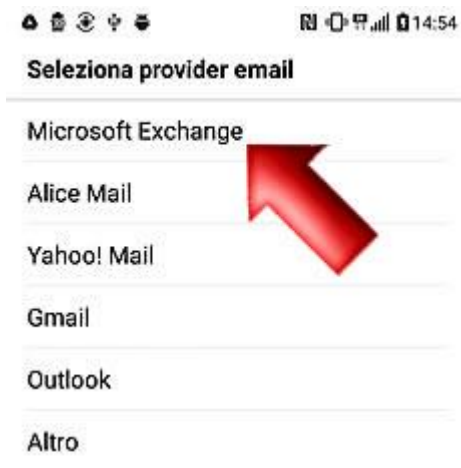 14:54
Seleziona provider email
Microsoft Exchange
Alice Mail
Yahoo! Mail
Gmail
Outlook
Altro